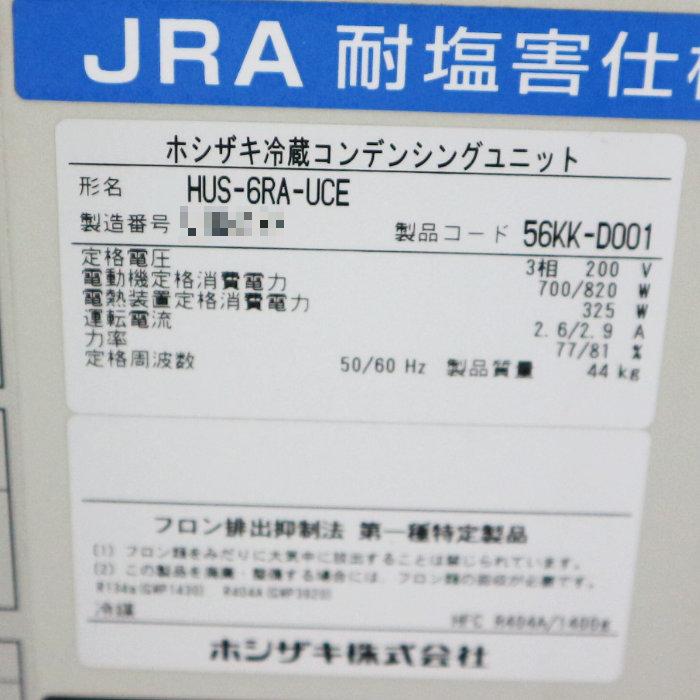 JRA 耐塩害仕様
ホシザキ冷蔵コンデンシングユニット
形名 HUS-6RA-UCE
製造番号 製品コード 56KK-D001
定格電圧 3相 200 V
電動機定格消費電力 700/820 W
電熱装置定格消費電力 325 W
運転電流 2.6/2.9 A
力率 77/81 %
定格周波数 50/60 Hz 製品質量 44 kg
フロン排出抑制法 第一種特定製品
(1) フロン類をみだりに大気中に放出することは禁じられています。
(2) この製品を廃棄・整備する場合には、フロン類の回収が必要です。
R134a(GWP1430) R404A(GWP3920)
冷媒 HFC R404A/1400g
ホシザキ株式会社